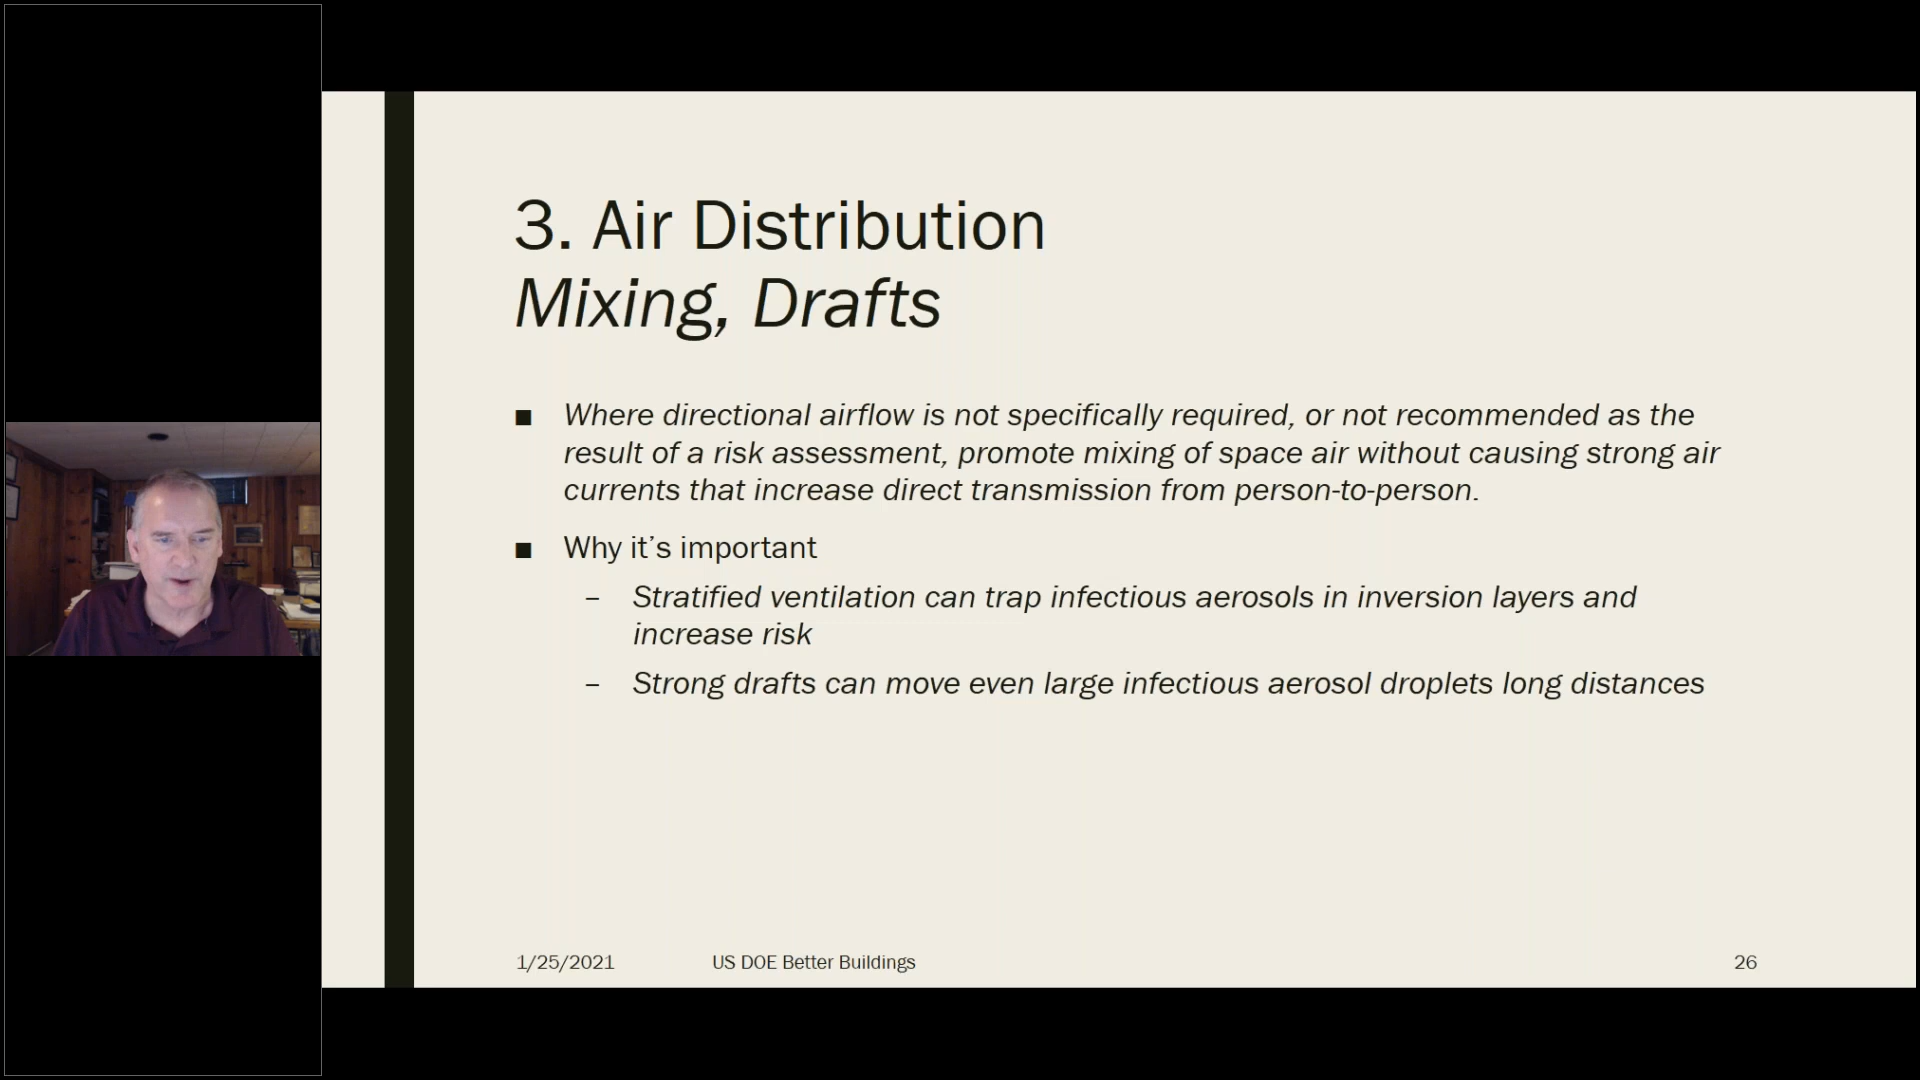 3. Air Distribution
Mixing, Drafts
■ Where directional airflow is not specifically required, or not recommended as the
result of a risk assessment, promote mixing of space air without causing strong air
currents that increase direct transmission from person-to-person.
■ Why it’s important
– Stratified ventilation can trap infectious aerosols in inversion layers and
increase risk
– Strong drafts can move even large infectious aerosol droplets long distances
1/25/2021 US DOE Better Buildings 26